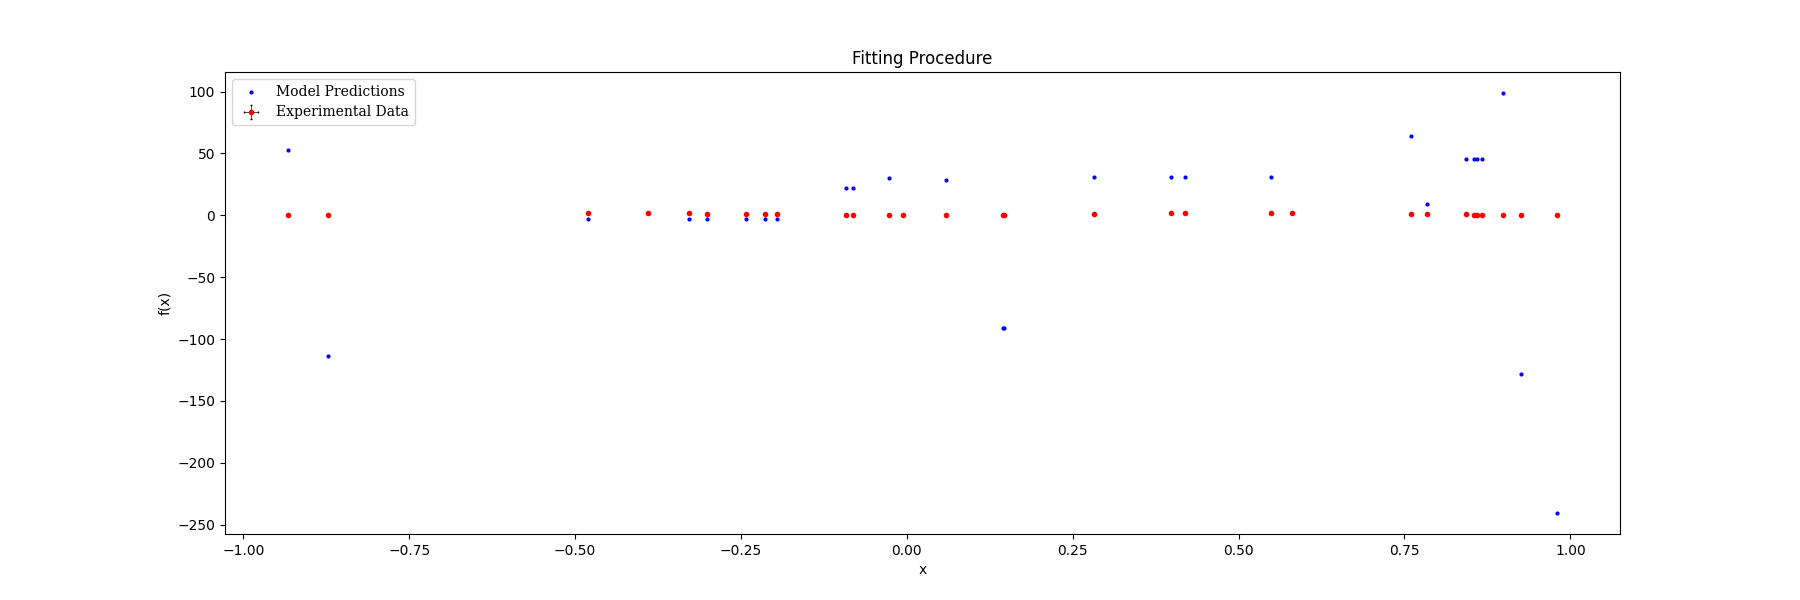 Fitting Procedure
Model Predictions
Experimental Data
100
50
0
−50
−100
−150
−200
−250
f(x)
−1.00 −0.75 −0.50 −0.25 0.00 0.25 0.50 0.75 1.00
x